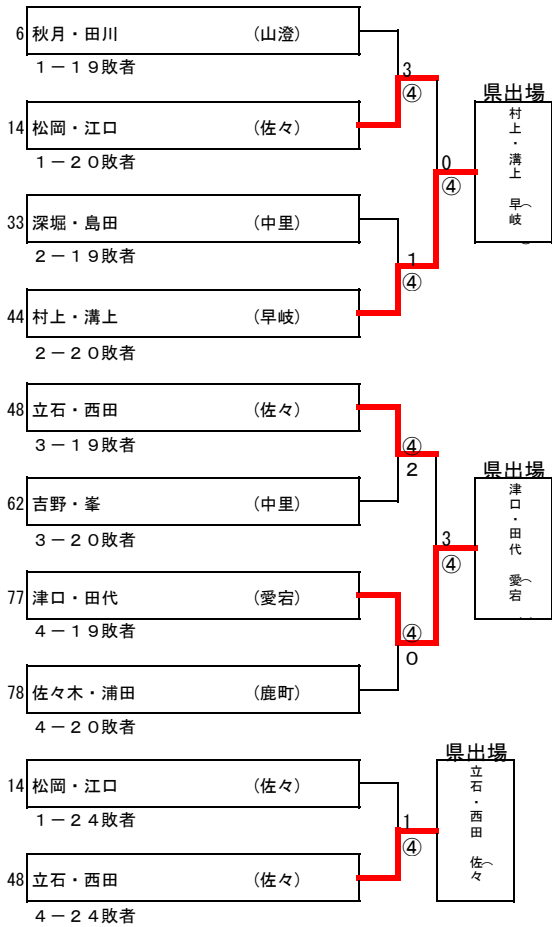 6 秋月・田川 (山澄)
1-19敗者
3
④
14 松岡・江口 (佐々)
1-20敗者
県出場
村上・溝上 早岐(
0
④
33 深堀・島田 (中里)
2-19敗者
1
④
44 村上・溝上 (早岐)
2-20敗者
48 立石・西田 (佐々)
3-19敗者
④
2
62 吉野・峯 (中里)
3-20敗者
県出場
津口・田代 愛宕(
3
④
77 津口・田代 (愛宕)
4-19敗者
④
0
78 佐々木・浦田 (鹿町)
4-20敗者
県出場
立石・西田 佐々(
14 松岡・江口 (佐々)
1-24敗者
1
④
48 立石・西田 (佐々)
4-24敗者